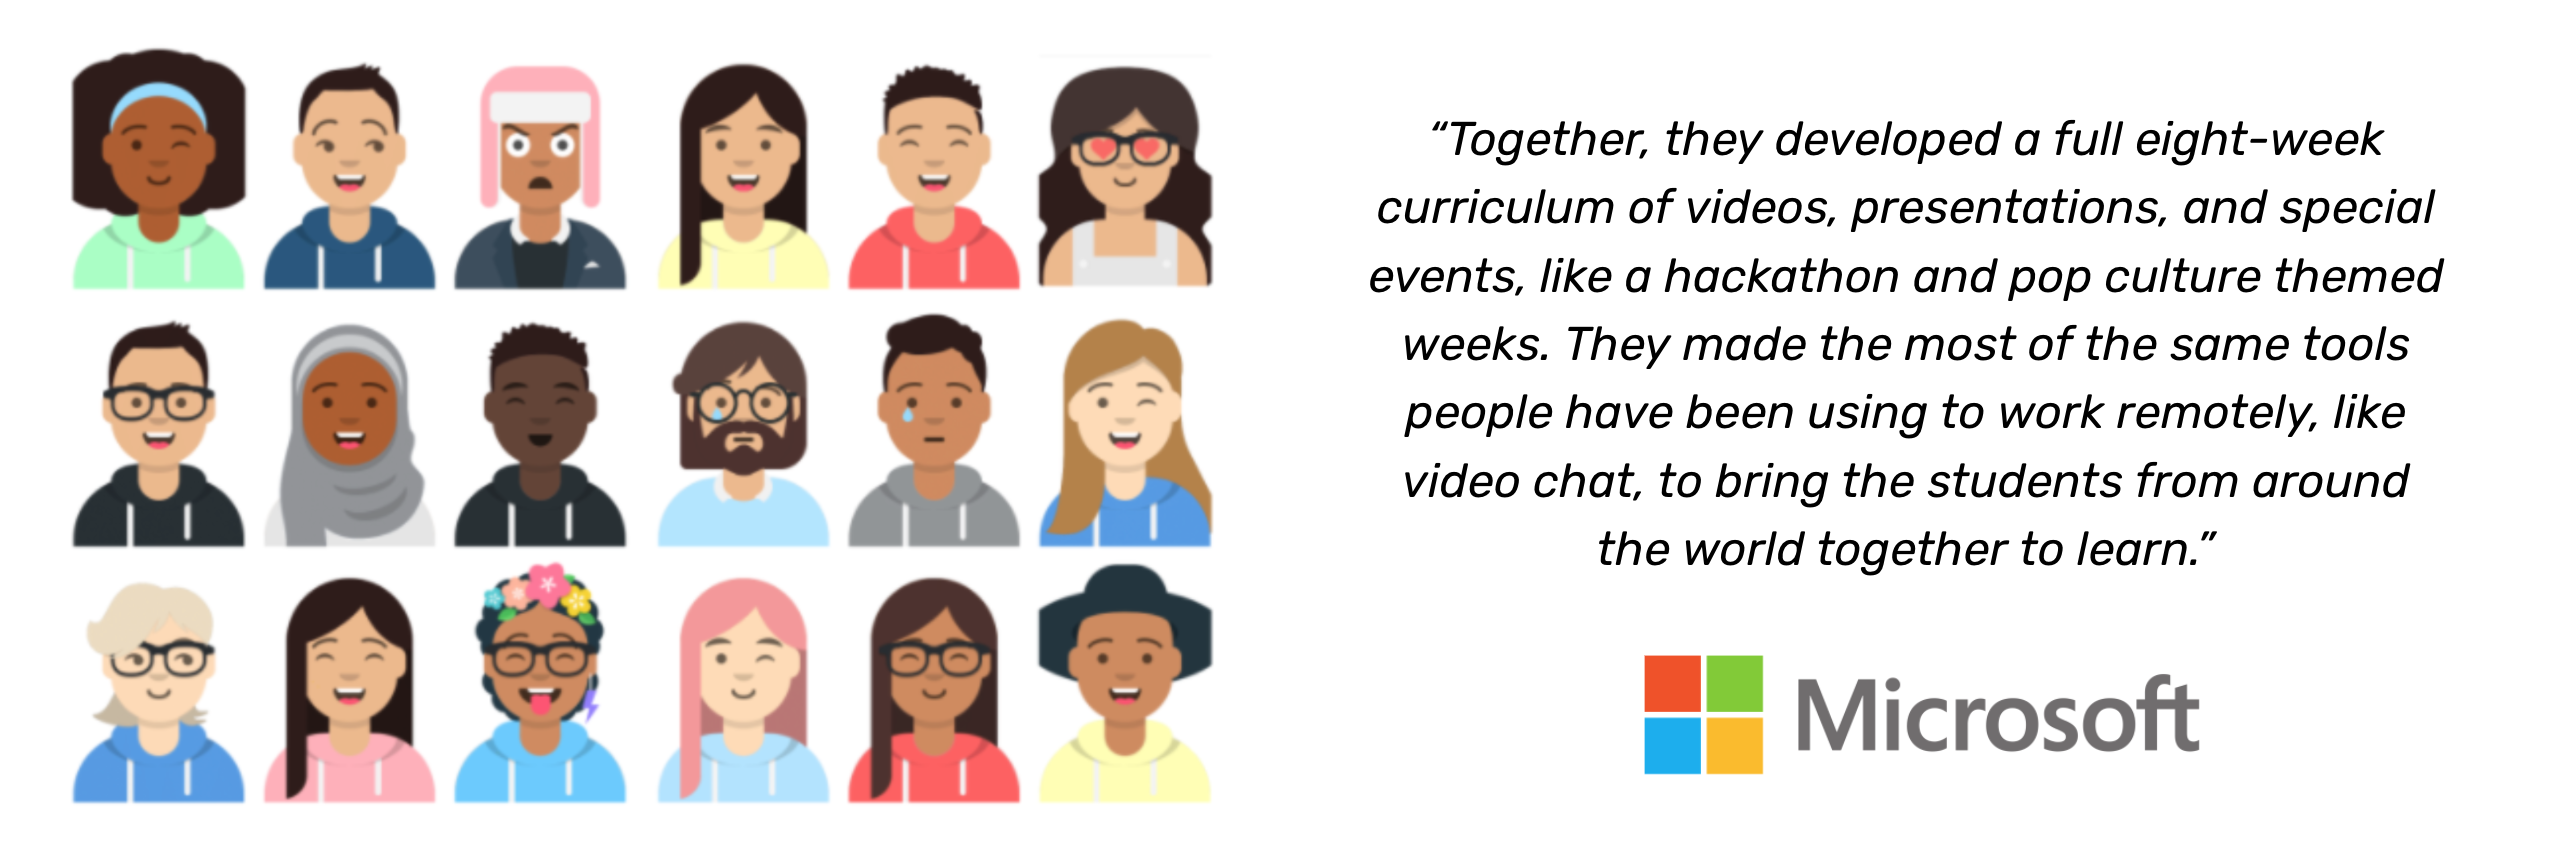 “Together, they developed a full eight-week
curriculum of videos, presentations, and special
events, like a hackathon and pop culture themed
weeks. They made the most of the same tools
people have been using to work remotely, like
video chat, to bring the students from around
the world together to learn.”
Microsoft